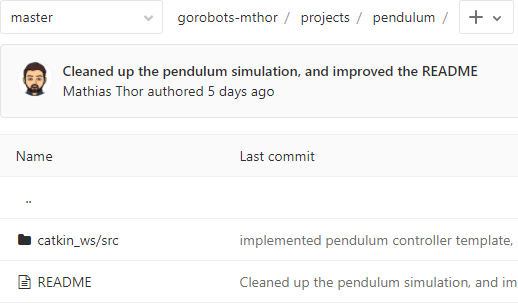 master gorobots-mthor / projects / pendulum / +
Cleaned up the pendulum simulation, and improved the README
Mathias Thor authored 5 days ago
Name Last commit
..
catkin_ws/src implemented pendulum controller template,
README Cleaned up the pendulum simulation, and im